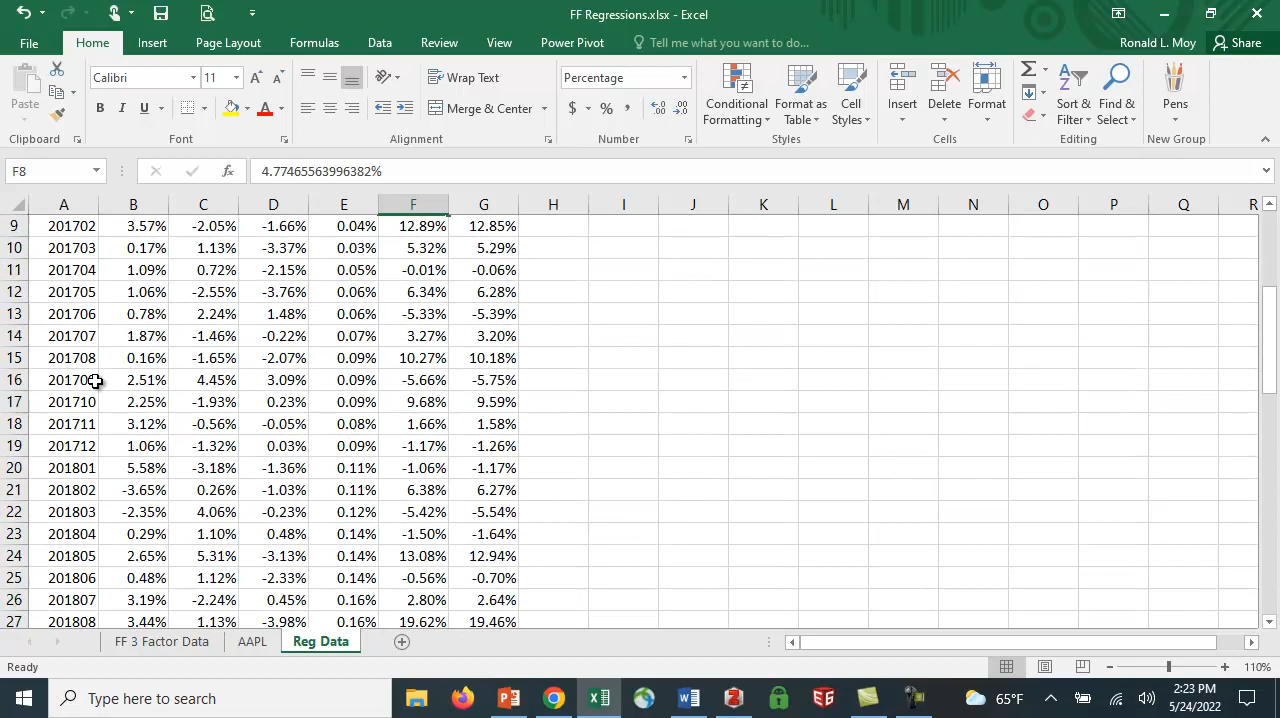 FF Regressions.xlsx - Excel
File Home Insert Page Layout Formulas Data Review View Power Pivot Tell me what you want to do... Ronald L. Moy Share
Paste Calibri 11 A A Wrap Text Percentage Conditional Formatting Format as Table Cell Styles Insert Delete Format Sort & Filter Find & Select Pens
B I U A Merge & Center $ % ,
Clipboard Font Alignment Number Styles Cells Editing New Group
F8 fx 4.77465563996382%
A B C D E F G H I J K L M N O P Q R
9 201702 3.57% -2.05% -1.66% 0.04% 12.89% 12.85%
10 201703 0.17% 1.13% -3.37% 0.03% 5.32% 5.29%
11 201704 1.09% 0.72% -2.15% 0.05% -0.01% -0.06%
12 201705 1.06% -2.55% -3.76% 0.06% 6.34% 6.28%
13 201706 0.78% 2.24% 1.48% 0.06% -5.33% -5.39%
14 201707 1.87% -1.46% -0.22% 0.07% 3.27% 3.20%
15 201708 0.16% -1.65% -2.07% 0.09% 10.27% 10.18%
16 201709 2.51% 4.45% 3.09% 0.09% -5.66% -5.75%
17 201710 2.25% -1.93% 0.23% 0.09% 9.68% 9.59%
18 201711 3.12% -0.56% -0.05% 0.08% 1.66% 1.58%
19 201712 1.06% -1.32% 0.03% 0.09% -1.17% -1.26%
20 201801 5.58% -3.18% -1.36% 0.11% -1.06% -1.17%
21 201802 -3.65% 0.26% -1.03% 0.11% 6.38% 6.27%
22 201803 -2.35% 4.06% -0.23% 0.12% -5.42% -5.54%
23 201804 0.29% 1.10% 0.48% 0.14% -1.50% -1.64%
24 201805 2.65% 5.31% -3.13% 0.14% 13.08% 12.94%
25 201806 0.48% 1.12% -2.33% 0.14% -0.56% -0.70%
26 201807 3.19% -2.24% 0.45% 0.16% 2.80% 2.64%
27 201808 3.44% 1.13% -3.98% 0.16% 19.62% 19.46%
FF 3 Factor Data AAPL Reg Data
Ready 110%
Type here to search 65°F 2:23 PM
5/24/2022